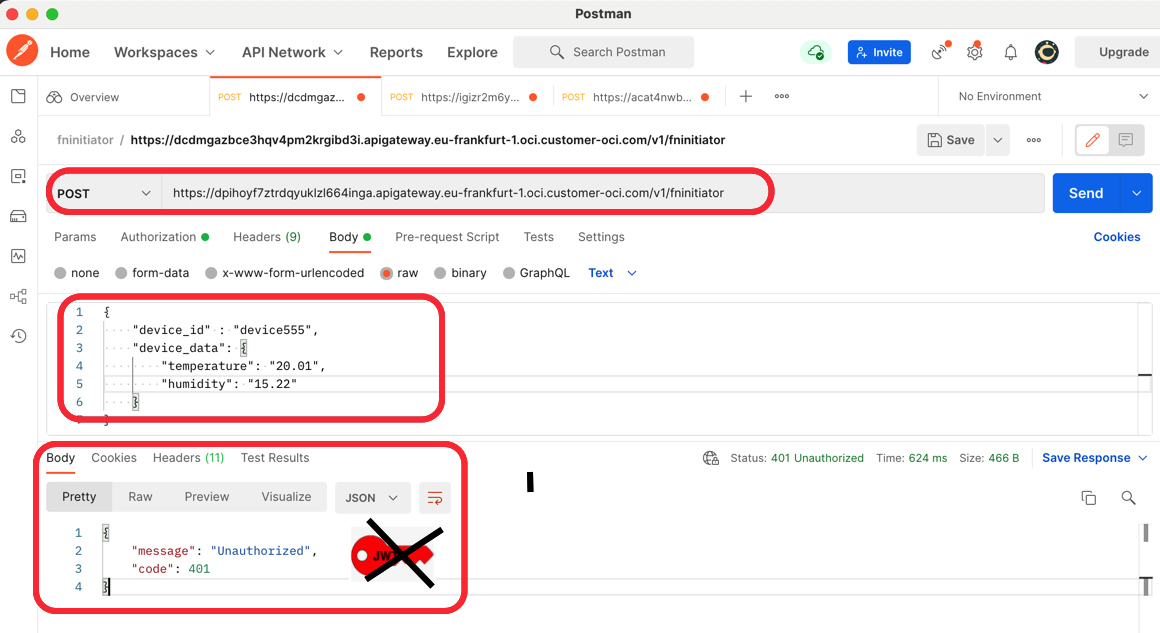 Postman
Home Workspaces API Network Reports Explore Search Postman Invite Upgrade
Overview POST https://dcdmgaz... POST https://igizr2m6y... POST https://acat4nwb... No Environment
fninitiator / https://dcdmgazbce3hqv4pm2krgibd3i.apigateway.eu-frankfurt-1.oci.customer-oci.com/v1/fninitiator Save
POST https://dpihoyf7ztrdqyuklzl664inga.apigateway.eu-frankfurt-1.oci.customer-oci.com/v1/fninitiator Send
Params Authorization Headers (9) Body Pre-request Script Tests Settings Cookies
none form-data x-www-form-urlencoded raw binary GraphQL Text
1 {
2 "device_id" : "device555",
3 "device_data": {
4 "temperature": "20.01",
5 "humidity": "15.22"
6 }
7 }
Body Cookies Headers (11) Test Results Status: 401 Unauthorized Time: 624 ms Size: 466 B Save Response
Pretty Raw Preview Visualize JSON
1 {
2 "message": "Unauthorized",
3 "code": 401
4 }